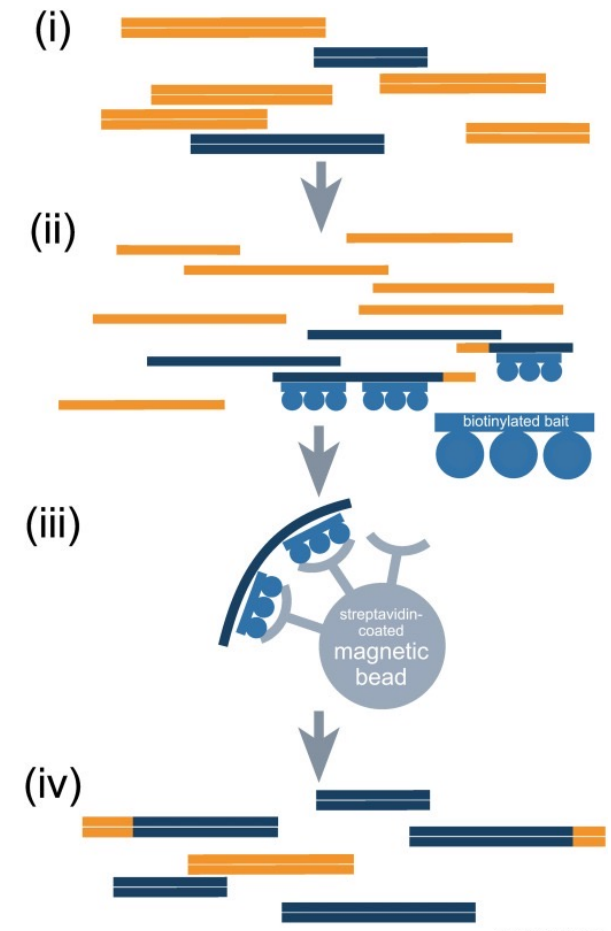 (i)
(ii)
biotinylated bait
(iii)
streptavidin-
coated
magnetic
bead
(iv)